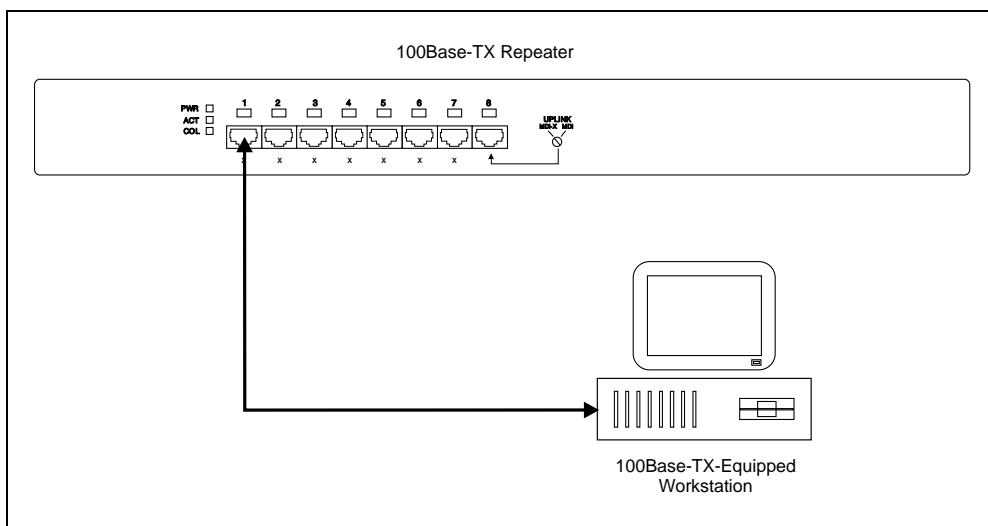 100Base-TX Repeater
1 2 3 4 5 6 7 8
PWR
ACT
COL
UPLINK
MDI-X MDI
x x x x x x x
100Base-TX-Equipped
Workstation